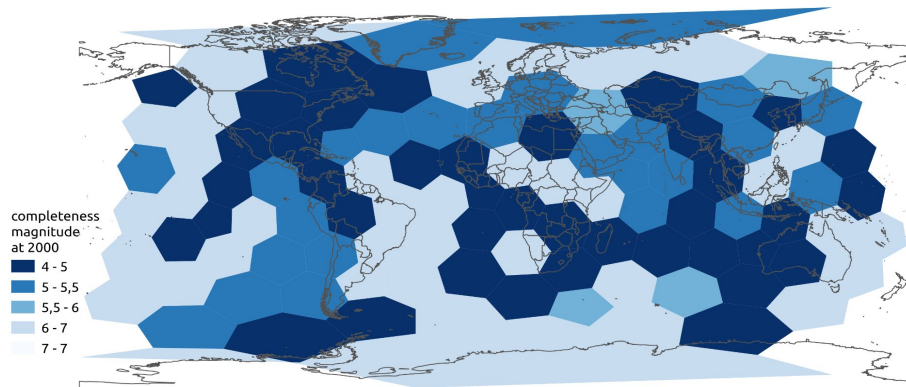 completeness
magnitude
at 2000
4 - 5
5 - 5,5
5,5 - 6
6 - 7
7 - 7